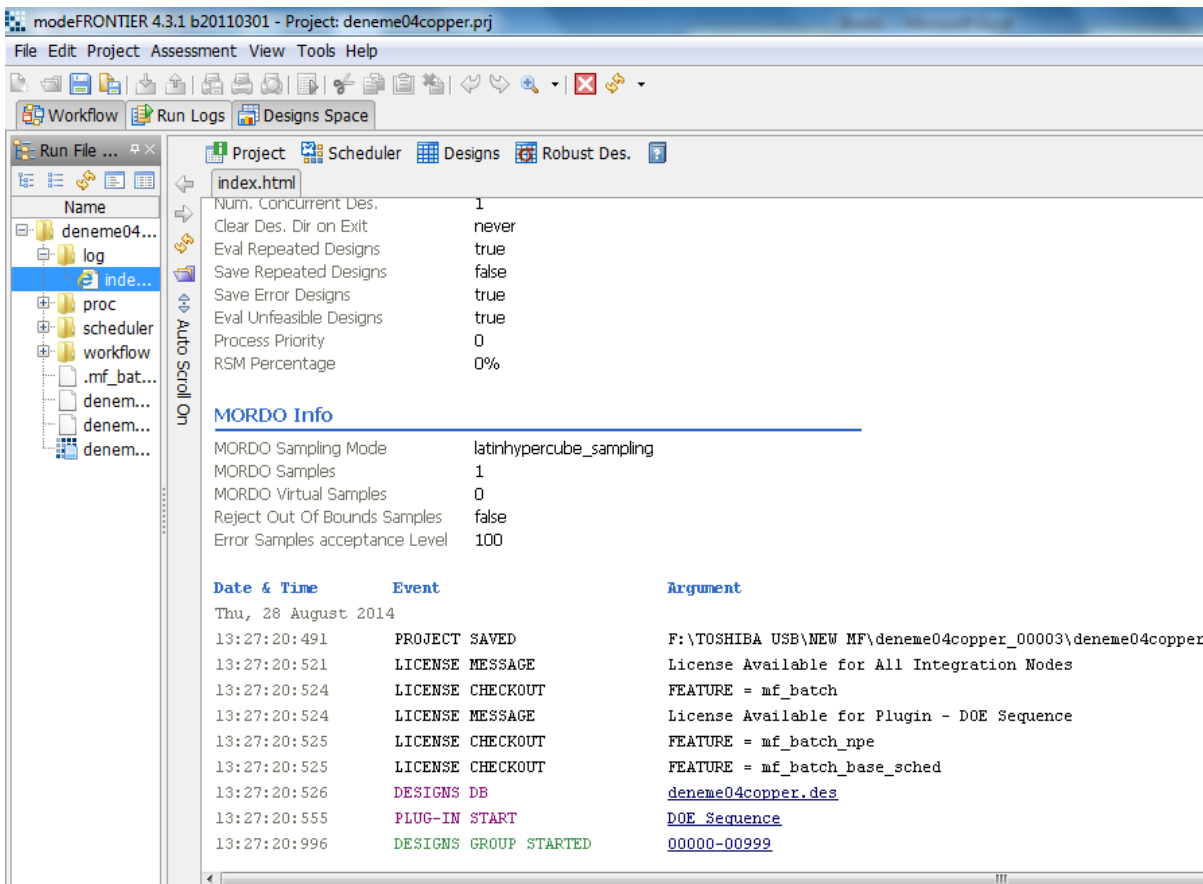 modeFRONTIER 4.3.1 b20110301 - Project: deneme04copper.prj
File Edit Project Assessment View Tools Help
Workflow Run Logs Designs Space
Run File ...
Project Scheduler Designs Robust Des. ?
index.html
Name
deneme04...
log
inde...
proc
scheduler
workflow
.mf_bat...
denem...
denem...
denem...
Auto Scroll On
Num. Concurrent Des. 1
Clear Des. Dir on Exit never
Eval Repeated Designs true
Save Repeated Designs false
Save Error Designs true
Eval Unfeasible Designs true
Process Priority 0
RSM Percentage 0%
MORDO Info
MORDO Sampling Mode latinhypercube_sampling
MORDO Samples 1
MORDO Virtual Samples 0
Reject Out Of Bounds Samples false
Error Samples acceptance Level 100
Date & Time Event Argument
Thu, 28 August 2014
13:27:20:491 PROJECT SAVED F:\TOSHIBA USB\NEW MF\deneme04copper_00003\deneme04copper
13:27:20:521 LICENSE MESSAGE License Available for All Integration Nodes
13:27:20:524 LICENSE CHECKOUT FEATURE = mf_batch
13:27:20:524 LICENSE MESSAGE License Available for Plugin - DOE Sequence
13:27:20:525 LICENSE CHECKOUT FEATURE = mf_batch_npe
13:27:20:525 LICENSE CHECKOUT FEATURE = mf_batch_base_sched
13:27:20:526 DESIGNS DB deneme04copper.des
13:27:20:555 PLUG-IN START DOE Sequence
13:27:20:996 DESIGNS GROUP STARTED 00000-00999